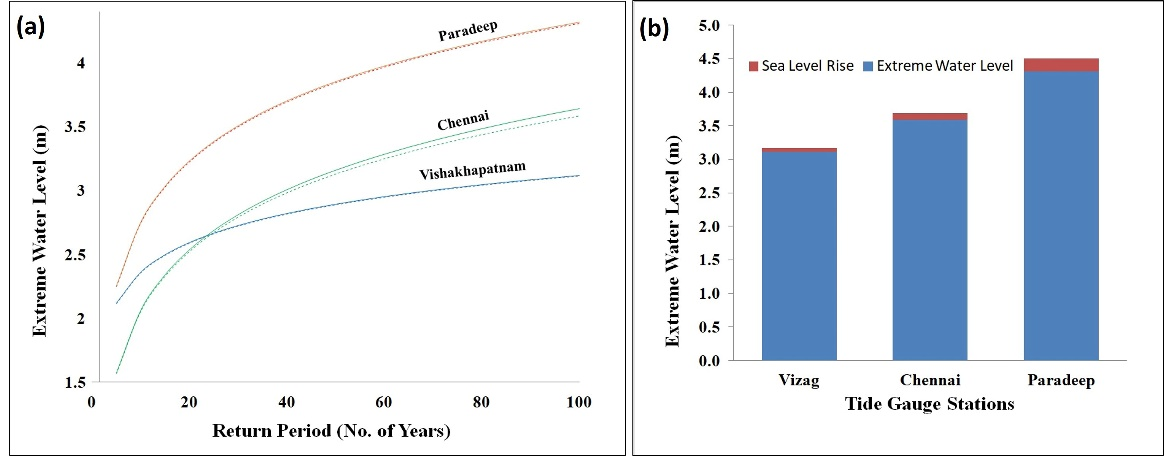 (a)
Extreme Water Level (m)
4
3.5
3
2.5
2
1.5
0
20
40
60
80
100
Return Period (No. of Years)
Paradeep
Chennai
Vishakhapatnam
(b)
Extreme Water Level (m)
5.0
4.5
4.0
3.5
3.0
2.5
2.0
1.5
1.0
0.5
0.0
Sea Level Rise
Extreme Water Level
Vizag
Chennai
Paradeep
Tide Gauge Stations